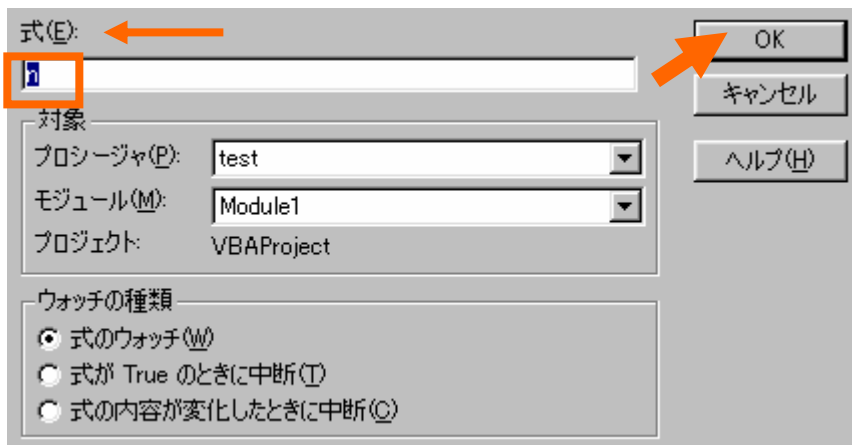 式(E):
n
OK
キャンセル
ヘルプ(H)
対象
プロシージャ(P): test
モジュール(M): Module1
プロジェクト: VBAProject
ウォッチの種類
式のウォッチ(W)
式が True のときに中断(T)
式の内容が変化したときに中断(C)